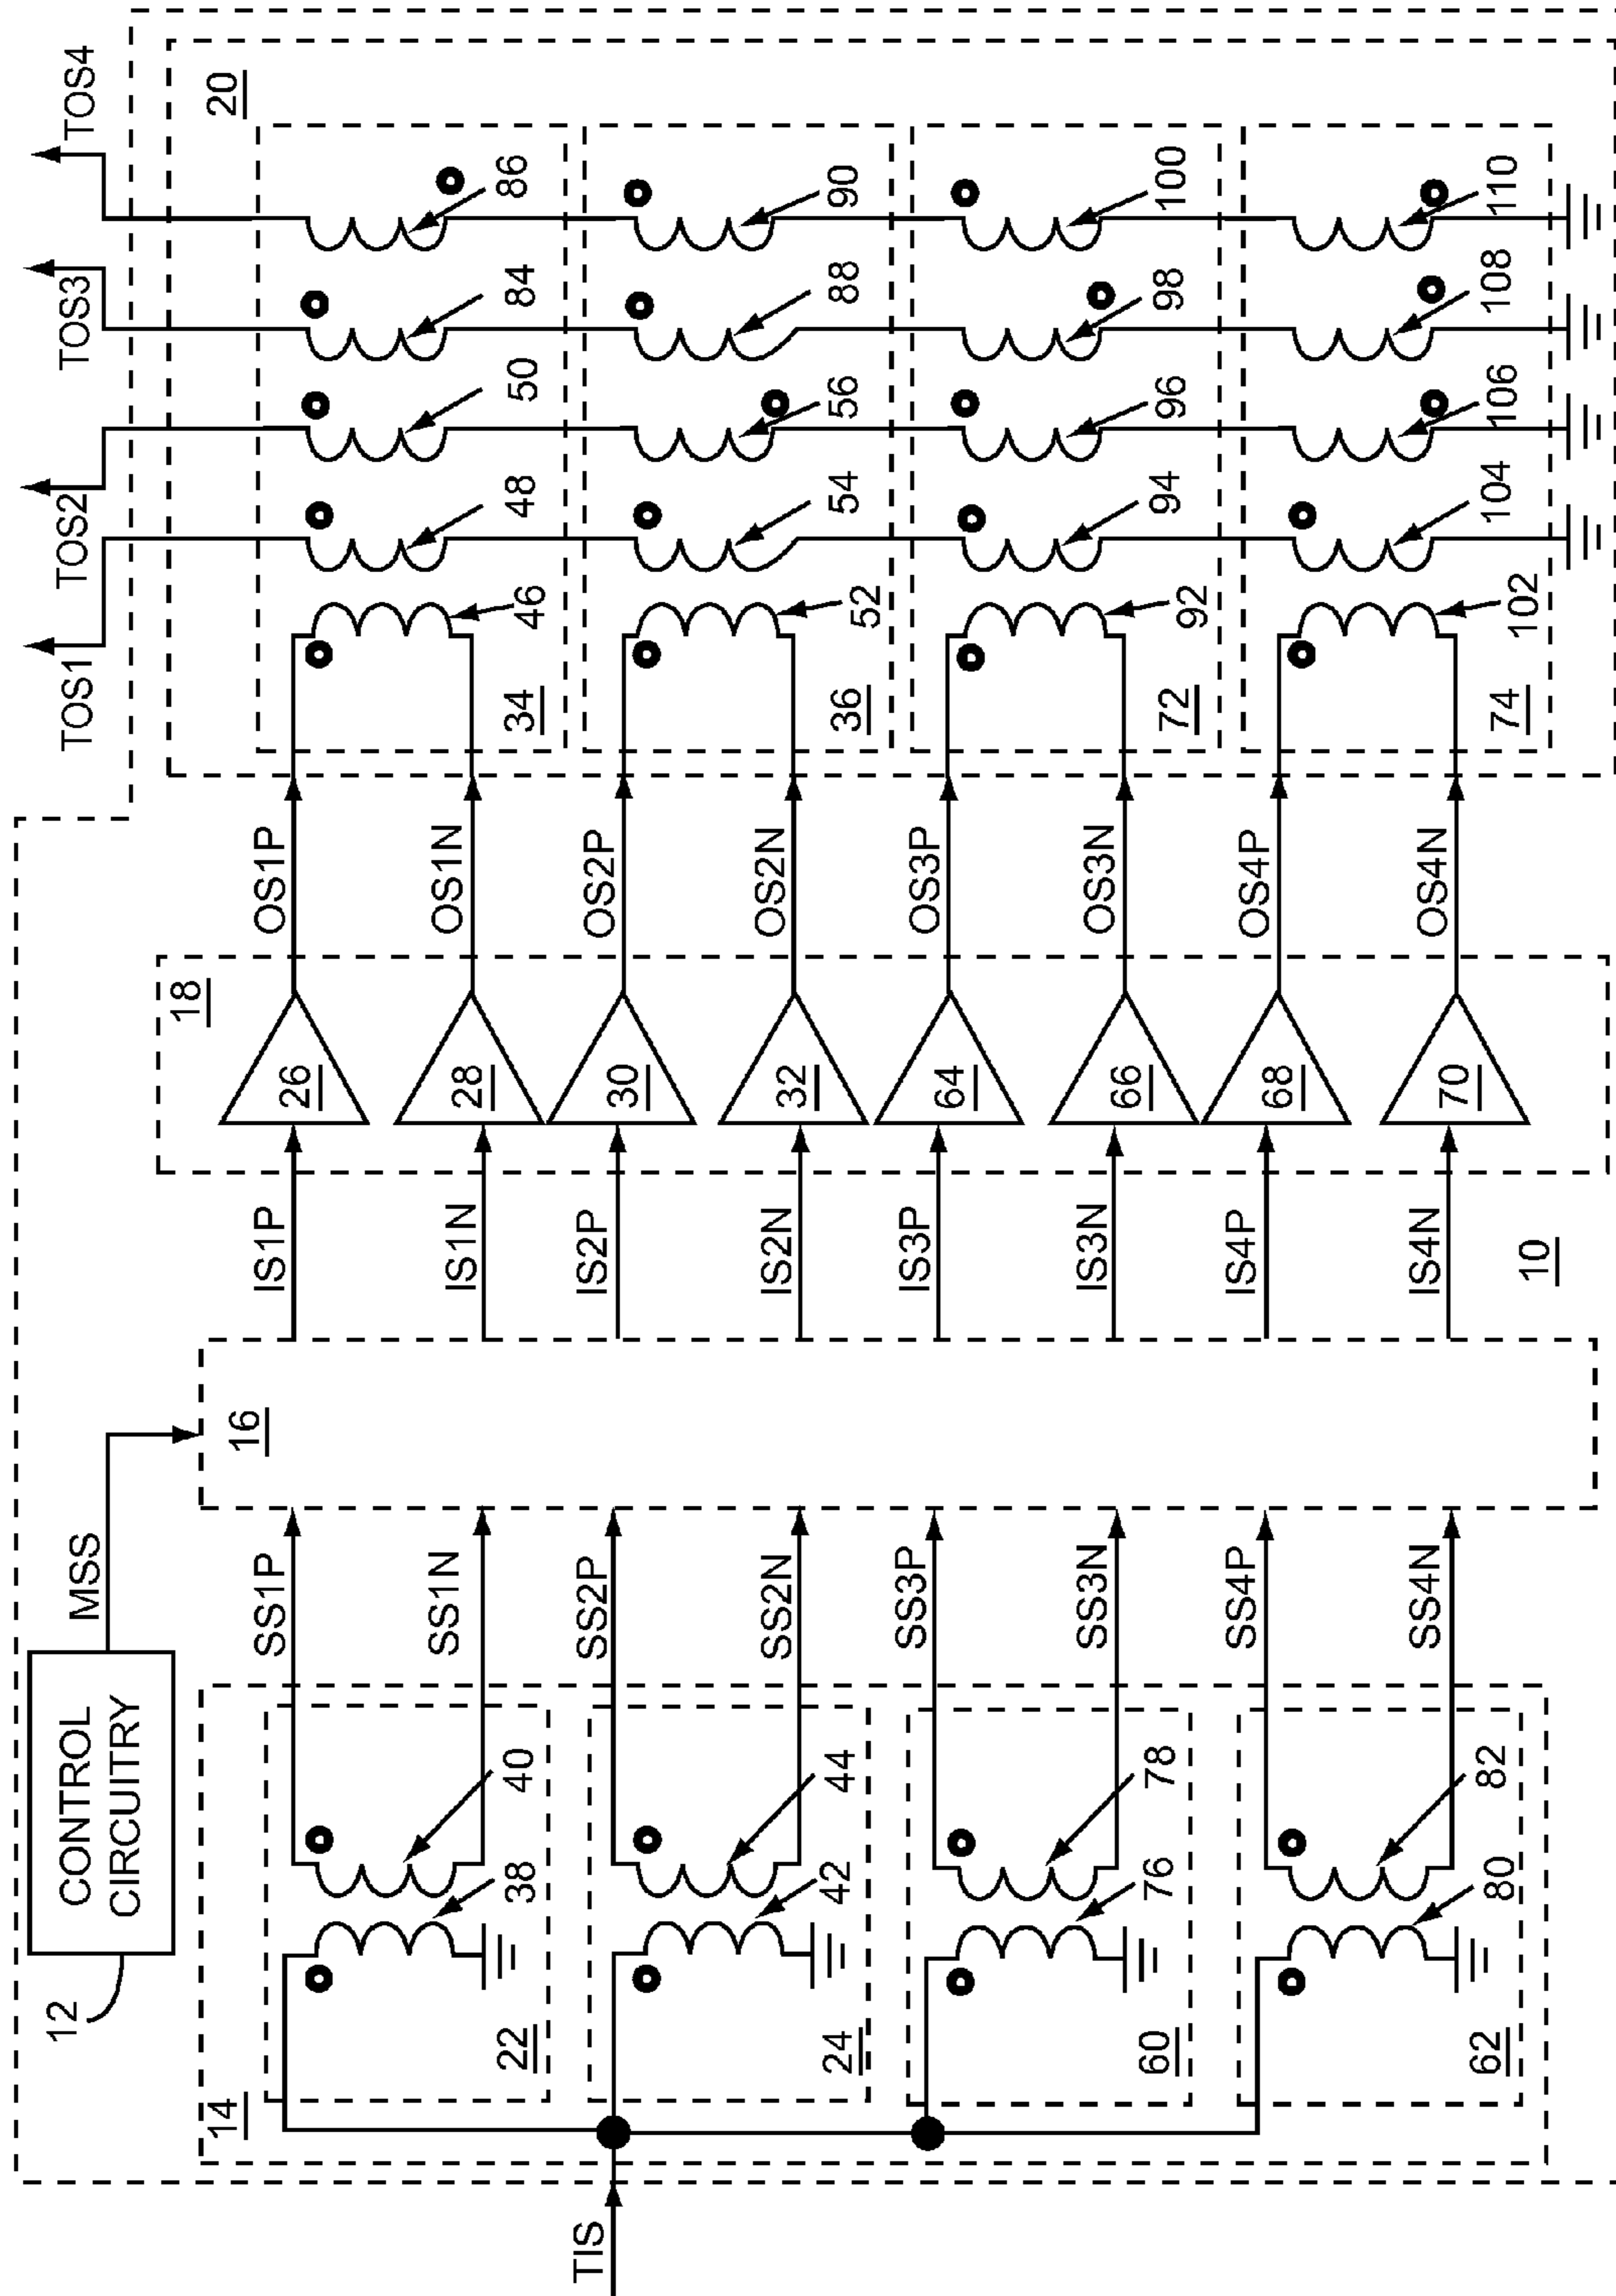 TIS
14
22
38
40
24
42
44
60
76
78
62
80
82
12
CONTROL
CIRCUITRY
MSS
SS1P
SS1N
SS2P
SS2N
SS3P
SS3N
SS4P
SS4N
16
IS1P
IS1N
IS2P
IS2N
IS3P
IS3N
IS4P
IS4N
10
18
26
28
30
32
64
66
68
70
OS1P
OS1N
OS2P
OS2N
OS3P
OS3N
OS4P
OS4N
TOS1
TOS2
TOS3
TOS4
20
34
46
48
50
84
86
36
52
54
56
88
90
72
92
94
96
98
100
74
102
104
106
108
110